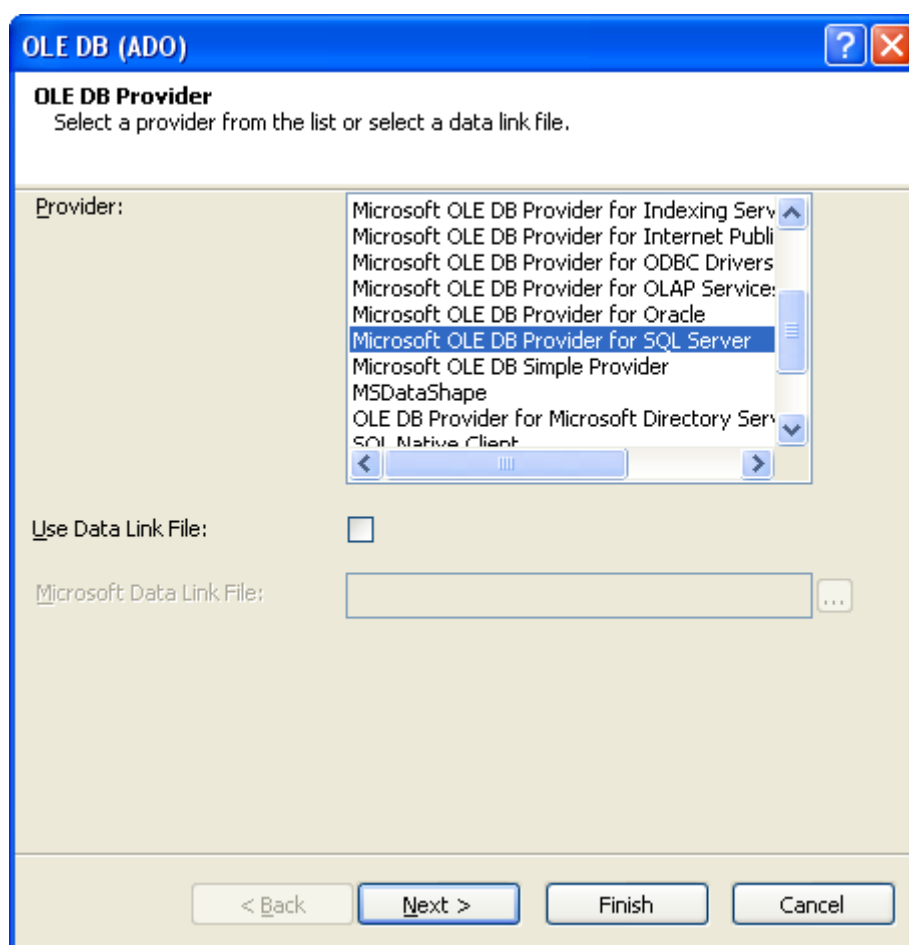 OLE DB (ADO)
OLE DB Provider
Select a provider from the list or select a data link file.
Provider:
Microsoft OLE DB Provider for Indexing Serv
Microsoft OLE DB Provider for Internet Publi
Microsoft OLE DB Provider for ODBC Drivers
Microsoft OLE DB Provider for OLAP Services
Microsoft OLE DB Provider for Oracle
Microsoft OLE DB Provider for SQL Server
Microsoft OLE DB Simple Provider
MSDataShape
OLE DB Provider for Microsoft Directory Serv
SQL Native Client
Use Data Link File:
Microsoft Data Link File:
...
< Back Next > Finish Cancel